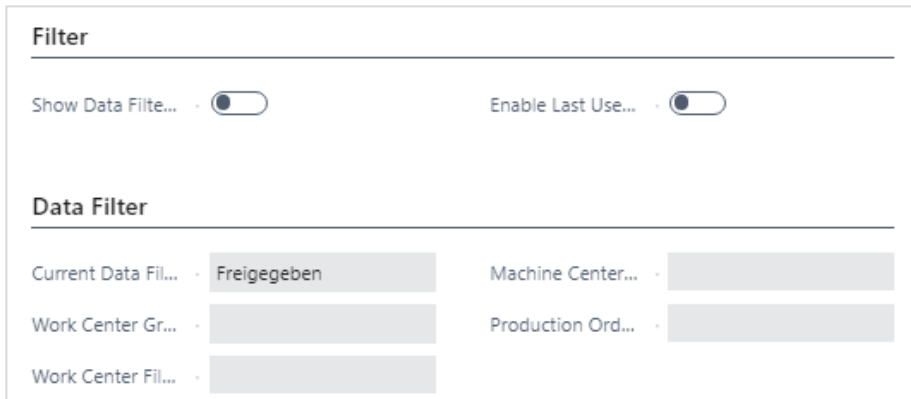 Filter
Show Data Filte... Enable Last Use...
Data Filter
Current Data Fil... Freigegeben Machine Center...
Work Center Gr... Production Ord...
Work Center Fil...